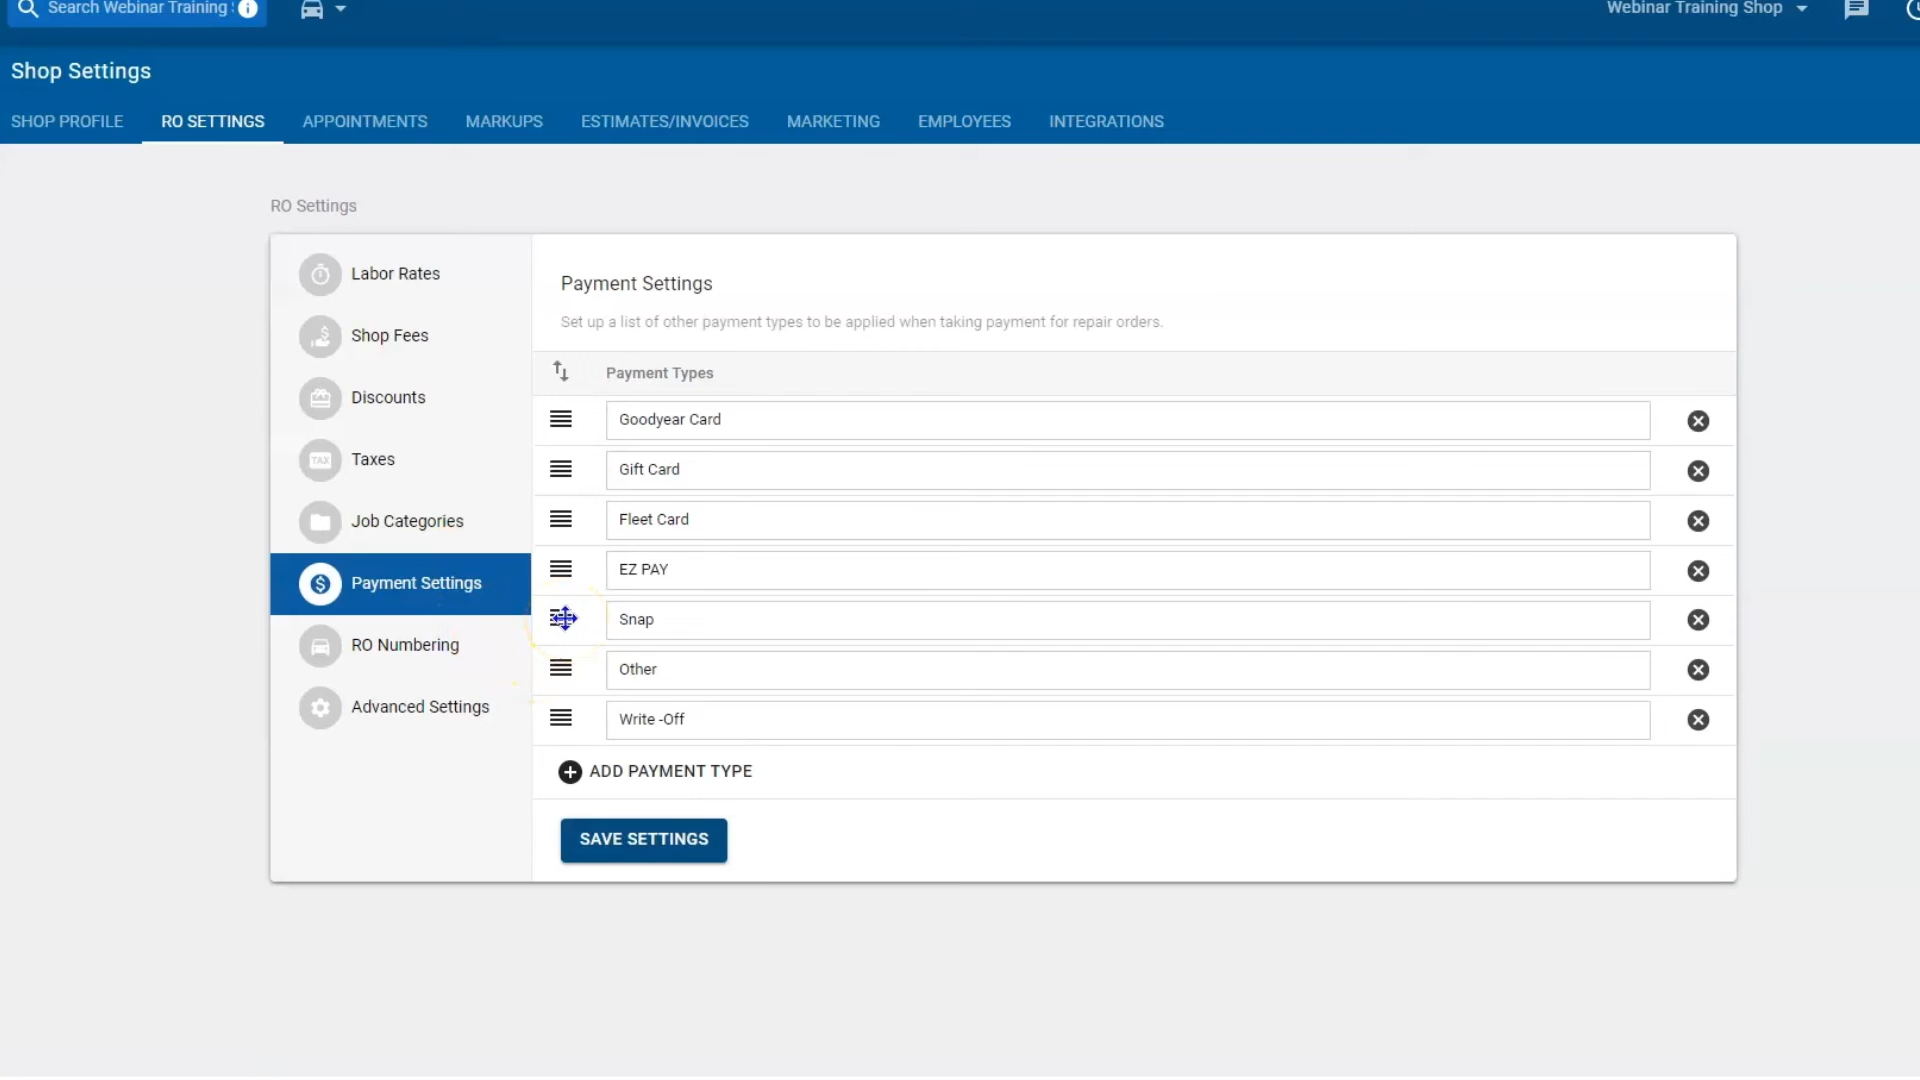 Search Webinar Training
Webinar Training Shop
Shop Settings
SHOP PROFILE RO SETTINGS APPOINTMENTS MARKUPS ESTIMATES/INVOICES MARKETING EMPLOYEES INTEGRATIONS
RO Settings
Labor Rates
Shop Fees
Discounts
TAX Taxes
Job Categories
Payment Settings
RO Numbering
Advanced Settings
Payment Settings
Set up a list of other payment types to be applied when taking payment for repair orders.
Payment Types
Goodyear Card
Gift Card
Fleet Card
EZ PAY
Snap
Other
Write -Off
ADD PAYMENT TYPE
SAVE SETTINGS